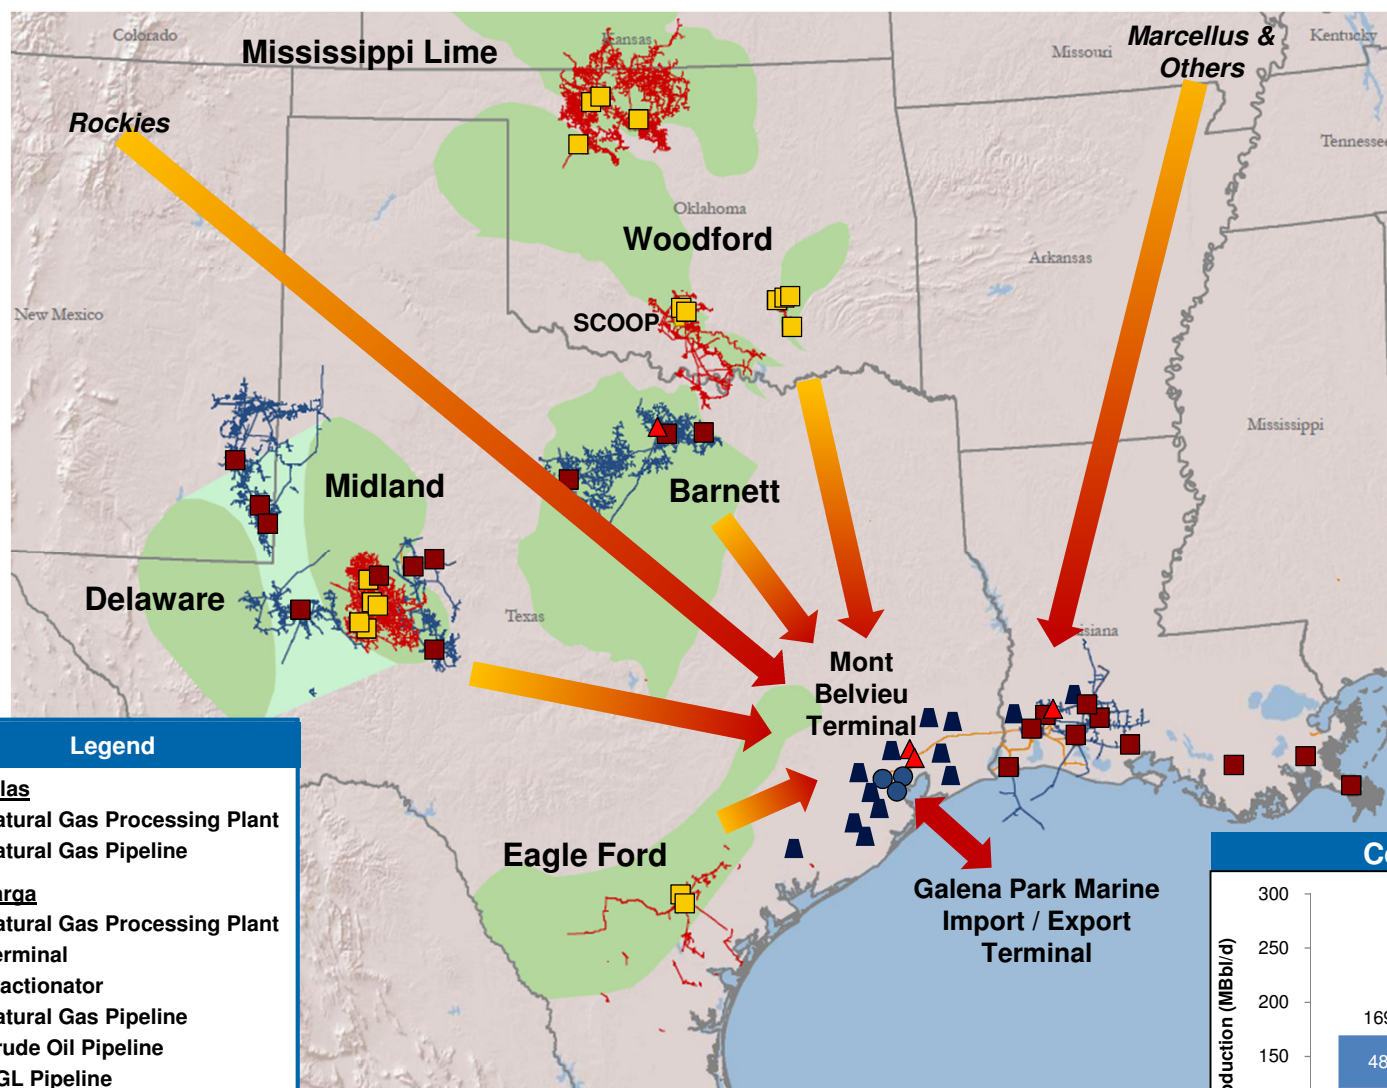 Colorado
Mississippi Lime
Kansas
Missouri
Marcellus &
Others
Kentucky
Rockies
Tennessee
Oklahoma
Woodford
Arkansas
New Mexico
SCOOP
Mississippi
Midland
Barnett
Delaware
Texas
isiana
Mont
Belvieu
Terminal
Eagle Ford
Galena Park Marine
Import / Export
Terminal
Legend
las
atural Gas Processing Plant
atural Gas Pipeline
arga
atural Gas Processing Plant
erminal
actionator
atural Gas Pipeline
rude Oil Pipeline
GL Pipeline
C
300
250
200
150
oduction (MBbl/d)
169
48